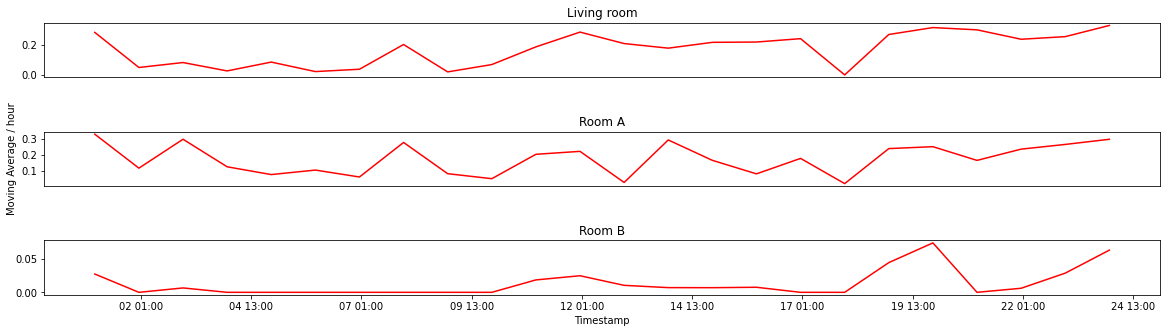 Living room
0.2
0.0
Room A
0.3
0.2
0.1
Moving Average / hour
Room B
0.05
0.00
02 01:00 04 13:00 07 01:00 09 13:00 12 01:00 14 13:00 17 01:00 19 13:00 22 01:00 24 13:00
Timestamp